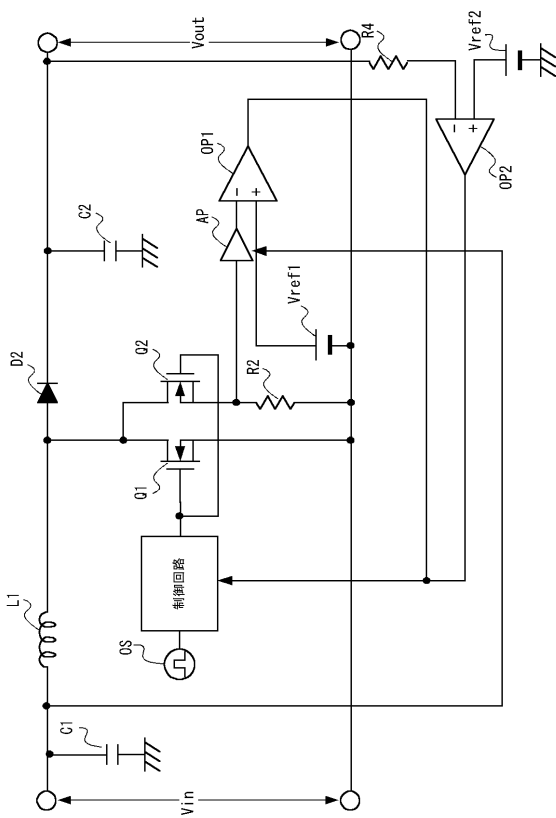 Vin
C1
L1
OS
制御回路
Q1
Q2
D2
R2
Vref1
AP
OP1
C2
Vout
R4
OP2
Vref2
－
+
－
+